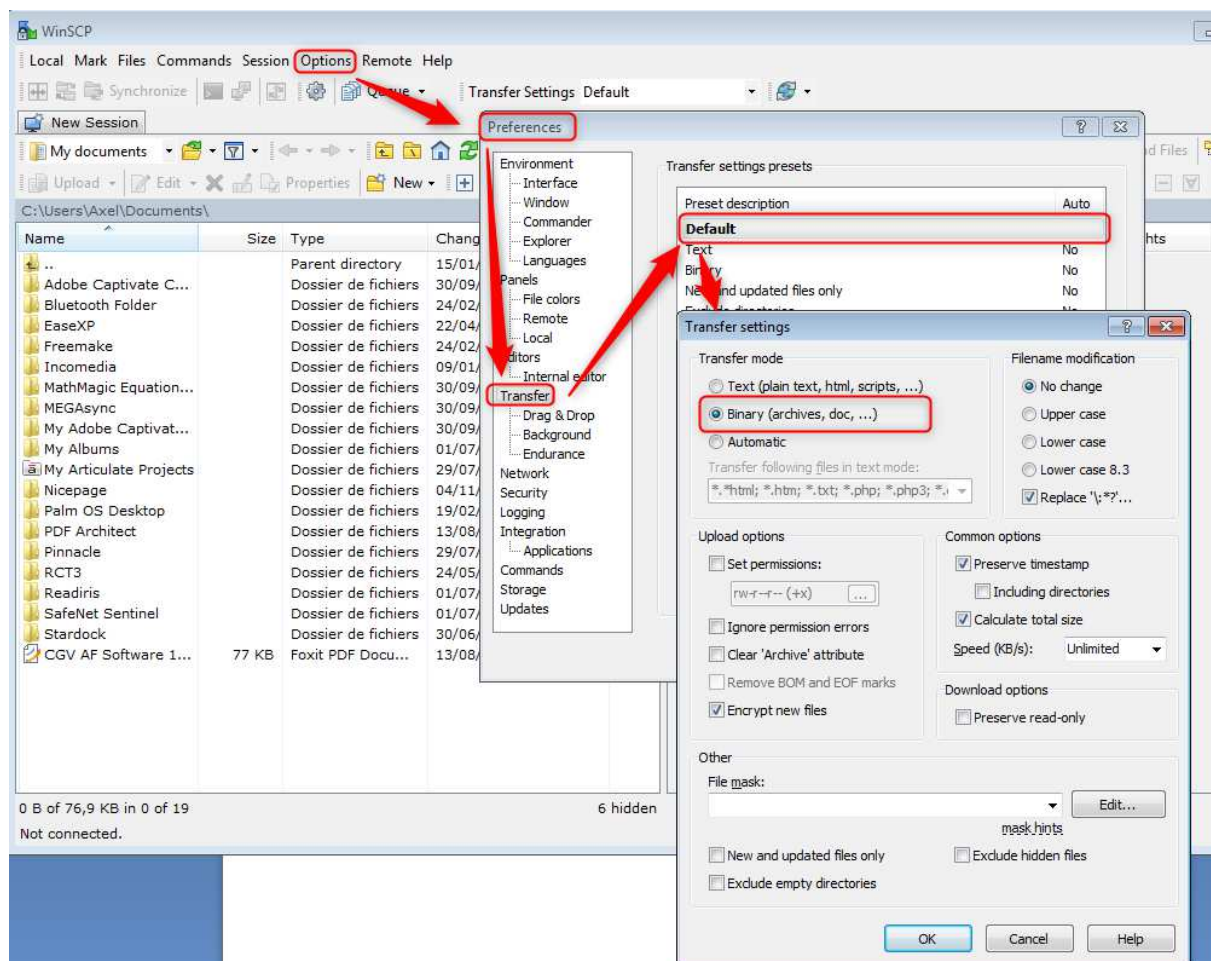 WinSCP
Local Mark Files Commands Session Options Remote Help
Synchronize Queue Transfer Settings Default
New Session
My documents
Upload Edit Properties New
C:\Users\Axel\Documents\
Name Size Type
.. Parent directory 15/01/
Adobe Captivate C... Dossier de fichiers 30/09/
Bluetooth Folder Dossier de fichiers 24/02/
EaseXP Dossier de fichiers 22/04/
Freemake Dossier de fichiers 24/02/
Incomedia Dossier de fichiers 09/01/
MathMagic Equation... Dossier de fichiers 30/09/
MEGAsync Dossier de fichiers 30/09/
My Adobe Captivat... Dossier de fichiers 30/09/
My Albums Dossier de fichiers 01/07/
My Articulate Projects Dossier de fichiers 29/07/
Nicepage Dossier de fichiers 04/11/
Palm OS Desktop Dossier de fichiers 19/02/
PDF Architect Dossier de fichiers 13/08/
Pinnacle Dossier de fichiers 29/07/
RCT3 Dossier de fichiers 24/05/
Readiris Dossier de fichiers 01/07/
SafeNet Sentinel Dossier de fichiers 01/07/
Stardock Dossier de fichiers 30/06/
CGV AF Software 1... 77 KB Foxit PDF Docu... 13/08/
0 B of 76,9 KB in 0 of 19
6 hidden
Not connected.
Preferences
Environment
Interface
Window
Commander
Explorer
Languages
Panels
File colors
Remote
Local
Editors
Internal editor
Transfer
Drag & Drop
Background
Endurance
Network
Security
Logging
Integration
Applications
Commands
Storage
Updates
Transfer settings presets
Preset description Auto
Default
Text No
Binary No
New and updated files only No
Exclude directories No
Files
Transfer settings
Transfer mode
Text (plain text, html, scripts, ...)
Binary (archives, doc, ...)
Automatic
Transfer following files in text mode:
*.*html; *.htm; *.txt; *.php; *.php3; *.
Filename modification
No change
Upper case
Lower case
Lower case 8.3
Replace '\:*?'...
Upload options
Set permissions:
rw-r--r-- (+x) ...
Ignore permission errors
Clear 'Archive' attribute
Remove BOM and EOF marks
Encrypt new files
Common options
Preserve timestamp
Including directories
Calculate total size
Speed (KB/s): Unlimited
Download options
Preserve read-only
Other
File mask:
Edit...
mask hints
New and updated files only
Exclude hidden files
Exclude empty directories
OK Cancel Help